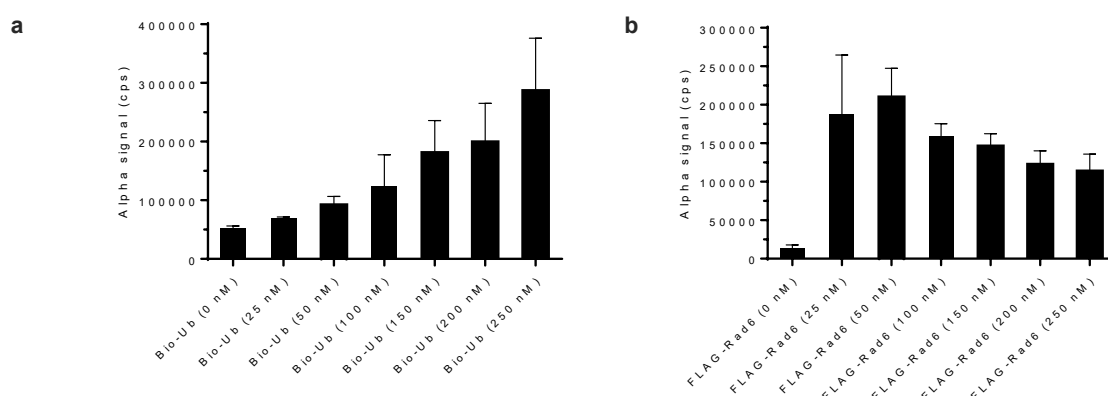 a
400000
300000
200000
100000
0
Alpha signal (cps)
Bio-Ub (0 nM)
Bio-Ub (25 nM)
Bio-Ub (50 nM)
Bio-Ub (100 nM)
Bio-Ub (150 nM)
Bio-Ub (200 nM)
Bio-Ub (250 nM)
b
300000
250000
200000
150000
100000
50000
0
Alpha signal (cps)
FLAG-Rad6 (0 nM)
FLAG-Rad6 (25 nM)
FLAG-Rad6 (50 nM)
FLAG-Rad6 (100 nM)
FLAG-Rad6 (150 nM)
FLAG-Rad6 (200 nM)
FLAG-Rad6 (250 nM)